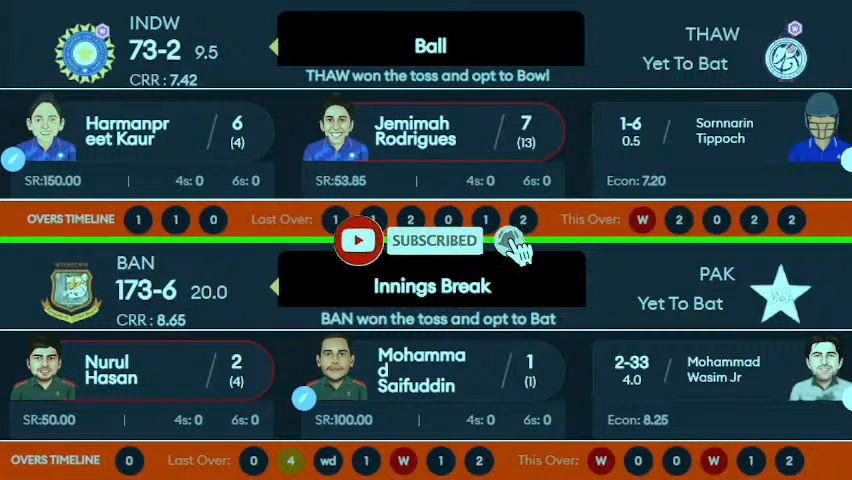 INDW
73-2 9.5
CRR : 7.42
Ball
THAW won the toss and opt to Bowl
THAW
Yet To Bat
Harmanpr
eet Kaur
6
(4)
Jemimah
Rodrigues
7
(13)
1-6
0.5
Sornnarin
Tippoch
SR:150.00 | 4s: 0 6s: 0
SR:53.85 | 4s: 0 6s: 0
Econ: 7.20
OVERS TIMELINE 1 1 0 Last Over: 1 1 2 0 1 2 This Over: W 2 0 2 2
SUBSCRIBED
BAN
173-6 20.0
CRR : 8.65
Innings Break
BAN won the toss and opt to Bat
PAK
Yet To Bat
Nurul
Hasan
2
(4)
Mohamma
d
Saifuddin
1
(1)
2-33
4.0
Mohammad
Wasim Jr
SR:50.00 | 4s: 0 6s: 0
SR:100.00 | 4s: 0 6s: 0
Econ: 8.25
OVERS TIMELINE 0 Last Over: 0 4 wd 1 W 1 2 This Over: W 0 0 W 1 2